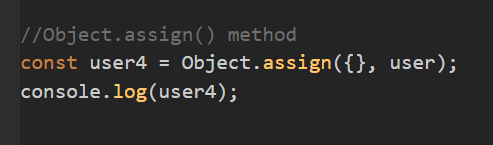 //Object.assign() method
const user4 = Object.assign({}, user);
console.log(user4);